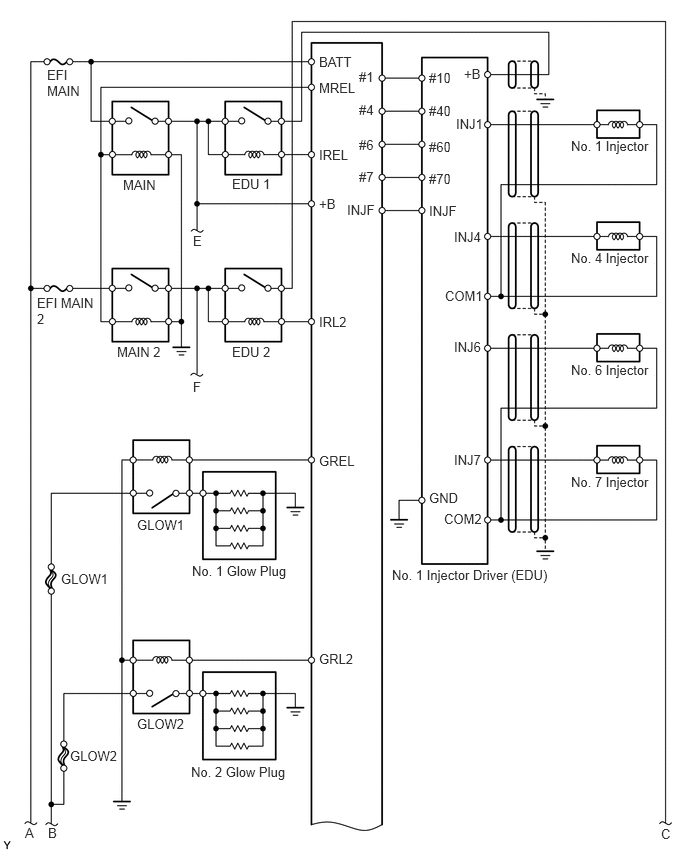 BATT
EFI
MAIN
MREL
#1
#10
+B
#4
#40
INJ1
No. 1 Injector
#6
#60
IREL
MAIN
EDU 1
#7
#70
+B
INJF
INJF
E
INJ4
No. 4 Injector
EFI MAIN
2
COM1
IRL2
MAIN 2
EDU 2
INJ6
No. 6 Injector
F
GREL
INJ7
No. 7 Injector
GND
COM2
GLOW1
No. 1 Glow Plug
GLOW1
No. 1 Injector Driver (EDU)
GRL2
GLOW2
GLOW2
No. 2 Glow Plug
A
B
C
Y